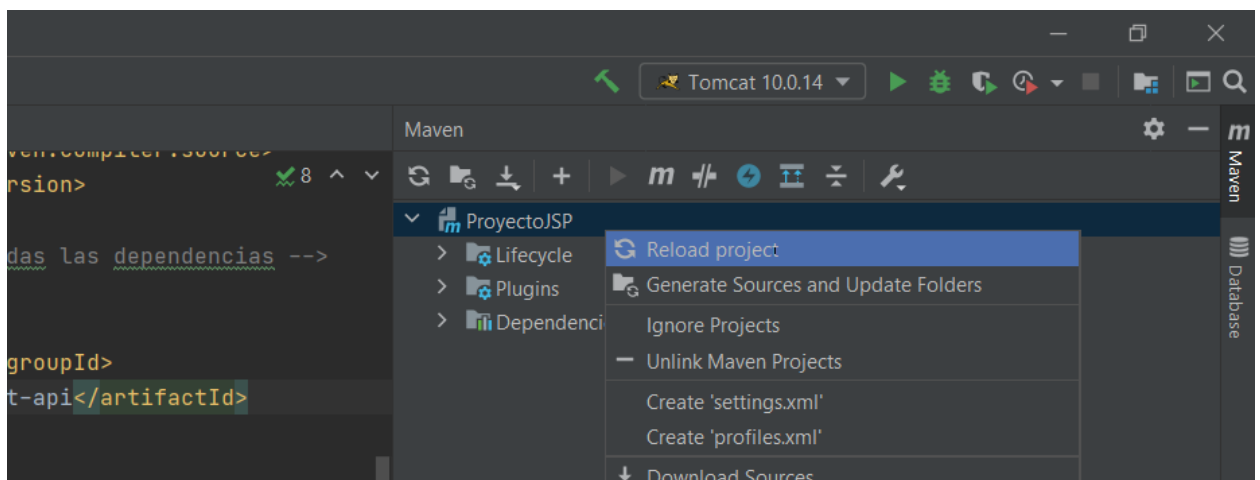 Tomcat 10.0.14
Maven
ven.compiler.source>
rsion>
8
das las dependencias -->
groupId>
t-api</artifactId>
m
ProyectoJSP
Lifecycle
Plugins
Dependenci
Reload project
Generate Sources and Update Folders
Ignore Projects
Unlink Maven Projects
Create 'settings.xml'
Create 'profiles.xml'
Download Sources
m
Maven
Database